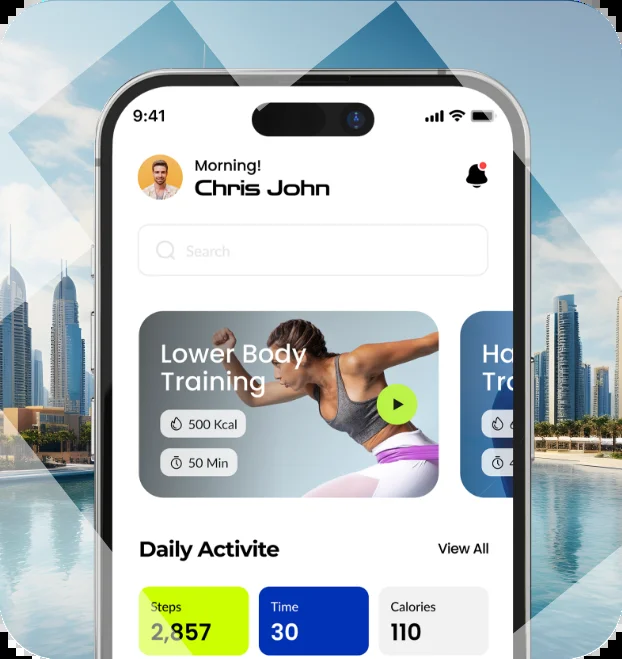 9:41
Morning!
Chris John
Search
Lower Body
Training
500 Kcal
50 Min
Ha
Daily Activite
View All
Steps
2,857
Time
30
Calories
110